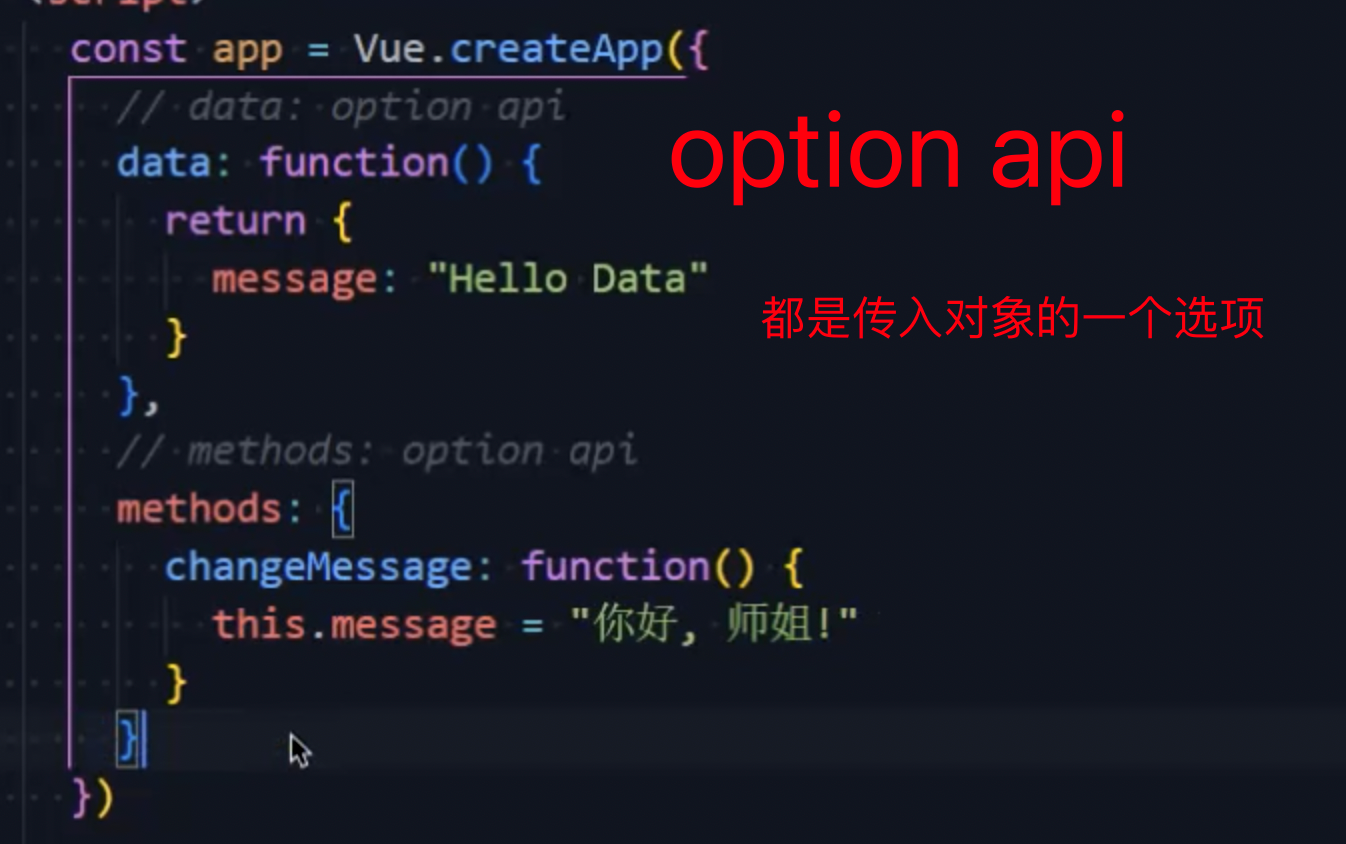 <script>
const app = Vue.createApp({
// data: option api
option api
data: function() {
return {
message: "Hello Data"
都是传入对象的一个选项
}
},
// methods: option api
methods: {
changeMessage: function() {
this.message = "你好, 师姐!"
}
}
})